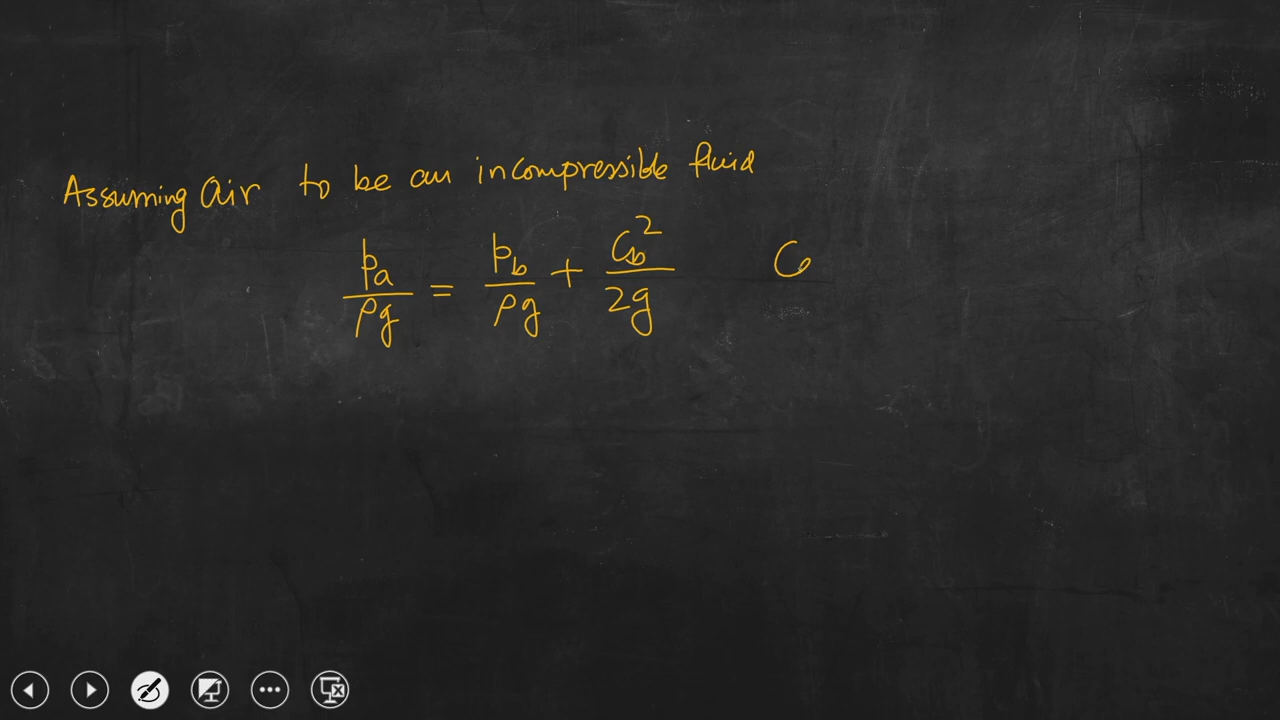 Assuming air to be an incompressible fluid
pa/ρg = pb/ρg + Cb²/2g C